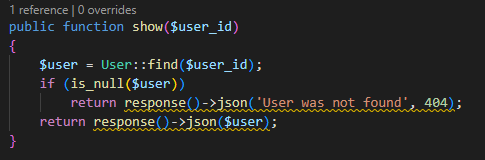 1 reference | 0 overrides
public function show($user_id)
{
    $user = User::find($user_id);
    if (is_null($user))
        return response()->json('User was not found', 404);
    return response()->json($user);
}